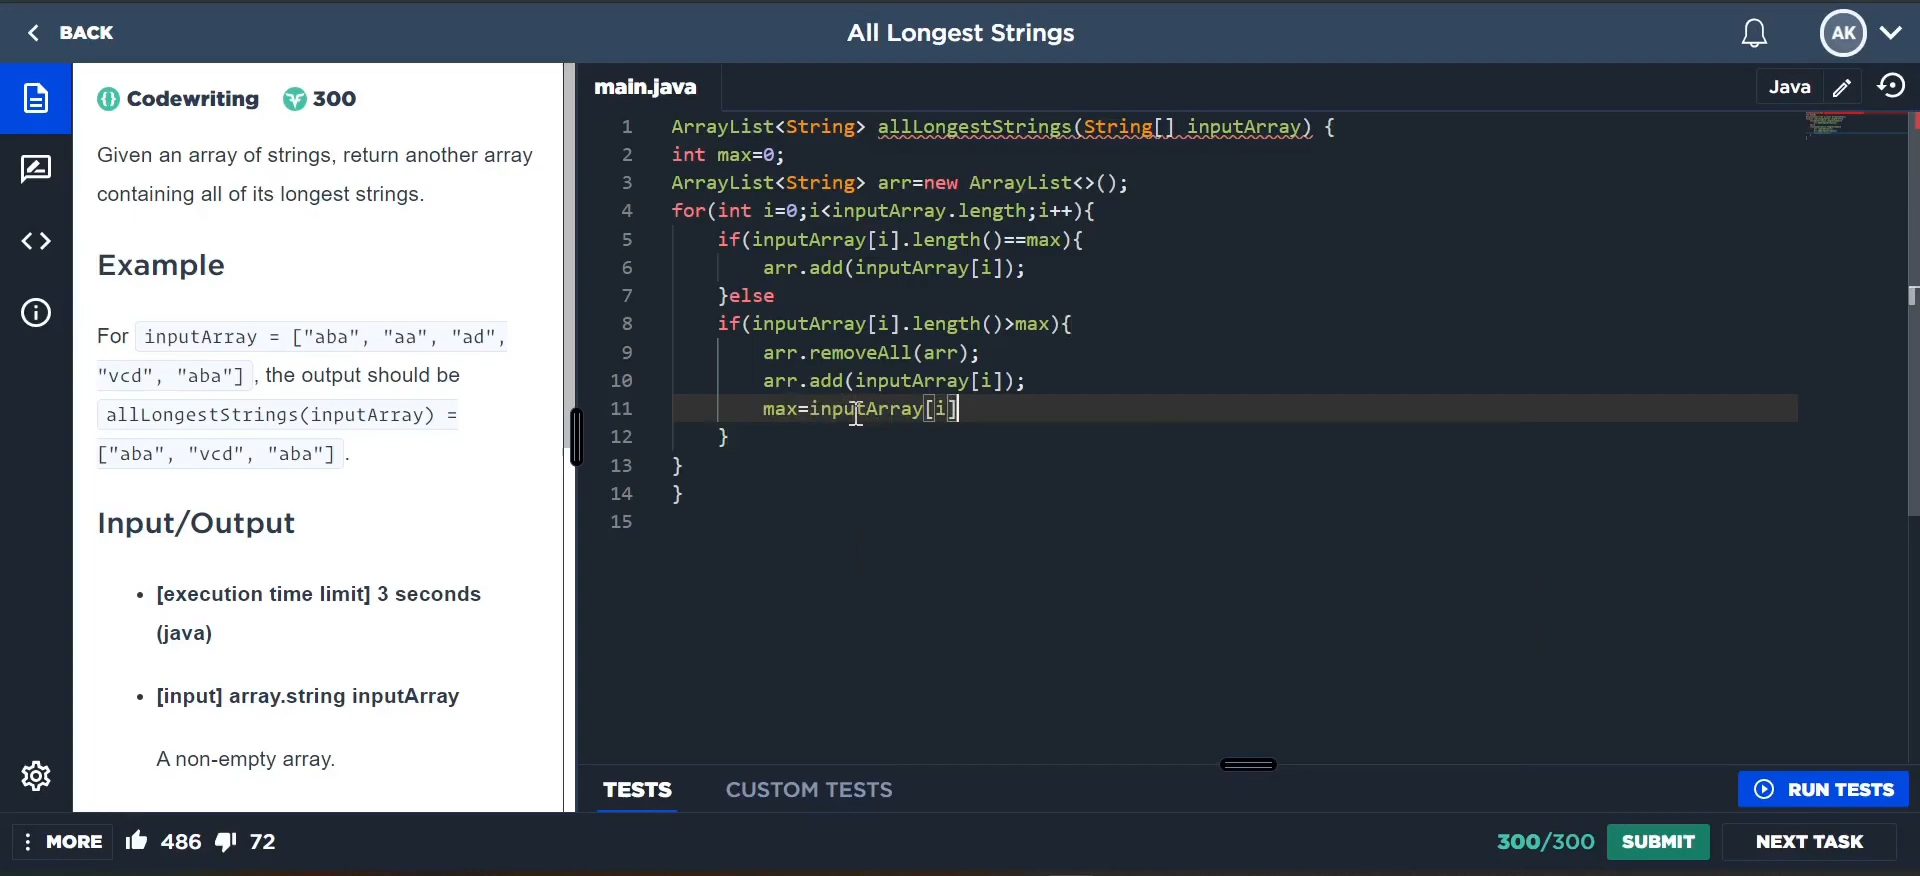 BACK
All Longest Strings
AK
Codewriting 300
main.java
Java
Given an array of strings, return another array
containing all of its longest strings.
Example
For inputArray = ["aba", "aa", "ad",
"vcd", "aba"] , the output should be
allLongestStrings(inputArray) =
["aba", "vcd", "aba"] .
Input/Output
• [execution time limit] 3 seconds
(java)
• [input] array.string inputArray
A non-empty array.
1 ArrayList<String> allLongestStrings(String[] inputArray) {
2 int max=0;
3 ArrayList<String> arr=new ArrayList<>();
4 for(int i=0;i<inputArray.length;i++){
5 if(inputArray[i].length()==max){
6 arr.add(inputArray[i]);
7 }else
8 if(inputArray[i].length()>max){
9 arr.removeAll(arr);
10 arr.add(inputArray[i]);
11 max=inputArray[i]
12 }
13 }
14 }
15
TESTS CUSTOM TESTS
RUN TESTS
MORE 486 72
300/300 SUBMIT NEXT TASK